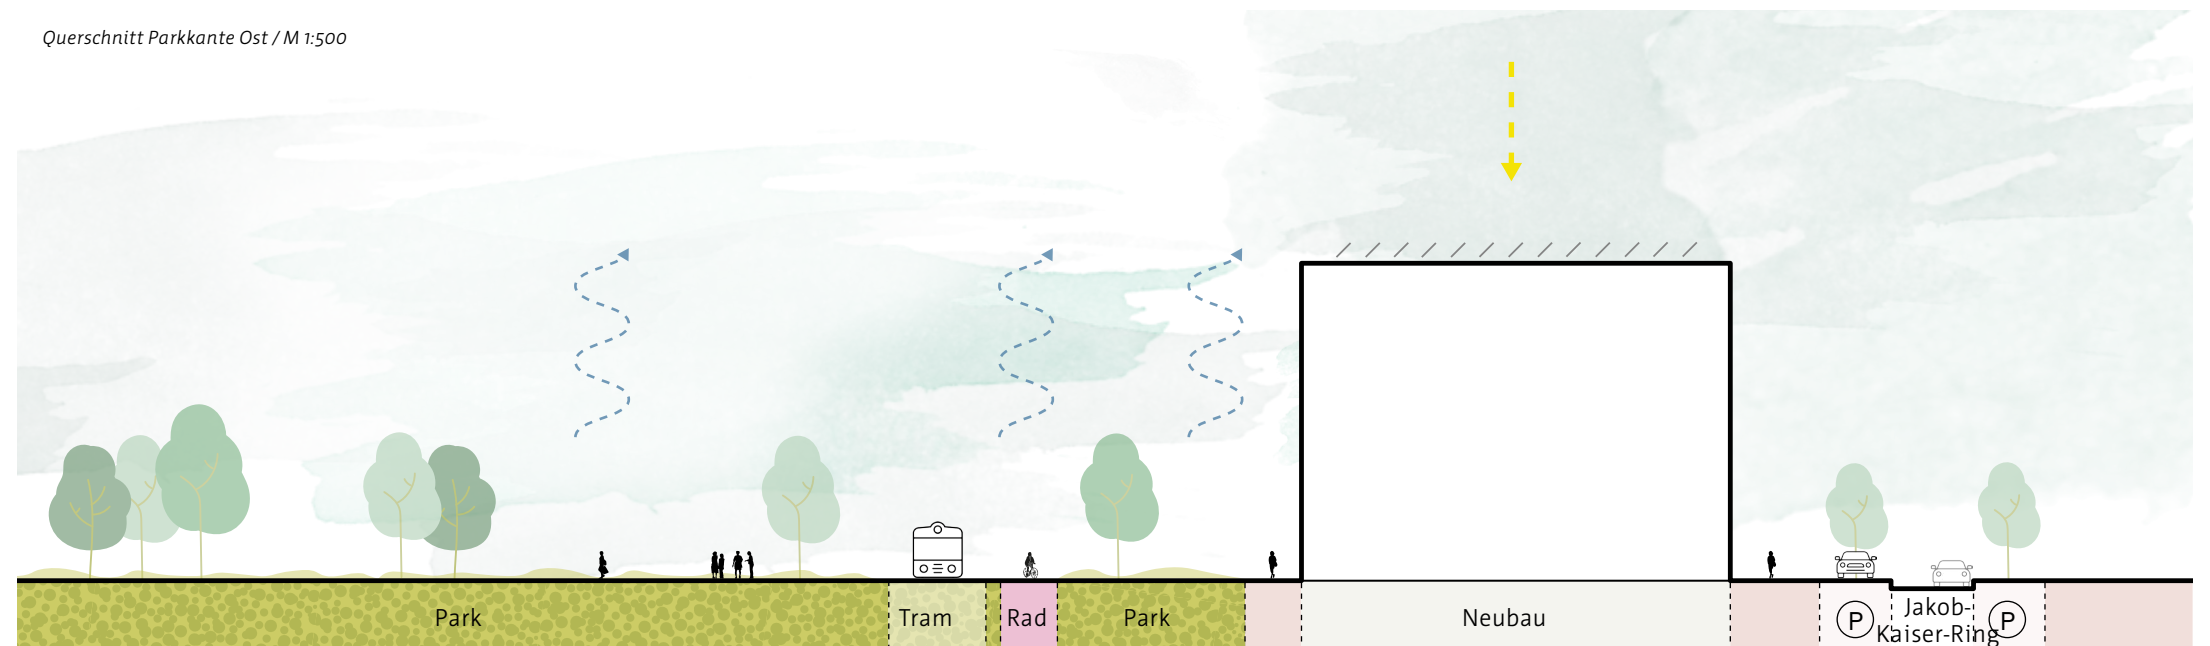 Querschnitt Parkkante Ost / M 1:500
Park
Tram
Rad
Park
Neubau
P
Jakob-
Kaiser-Ring
P